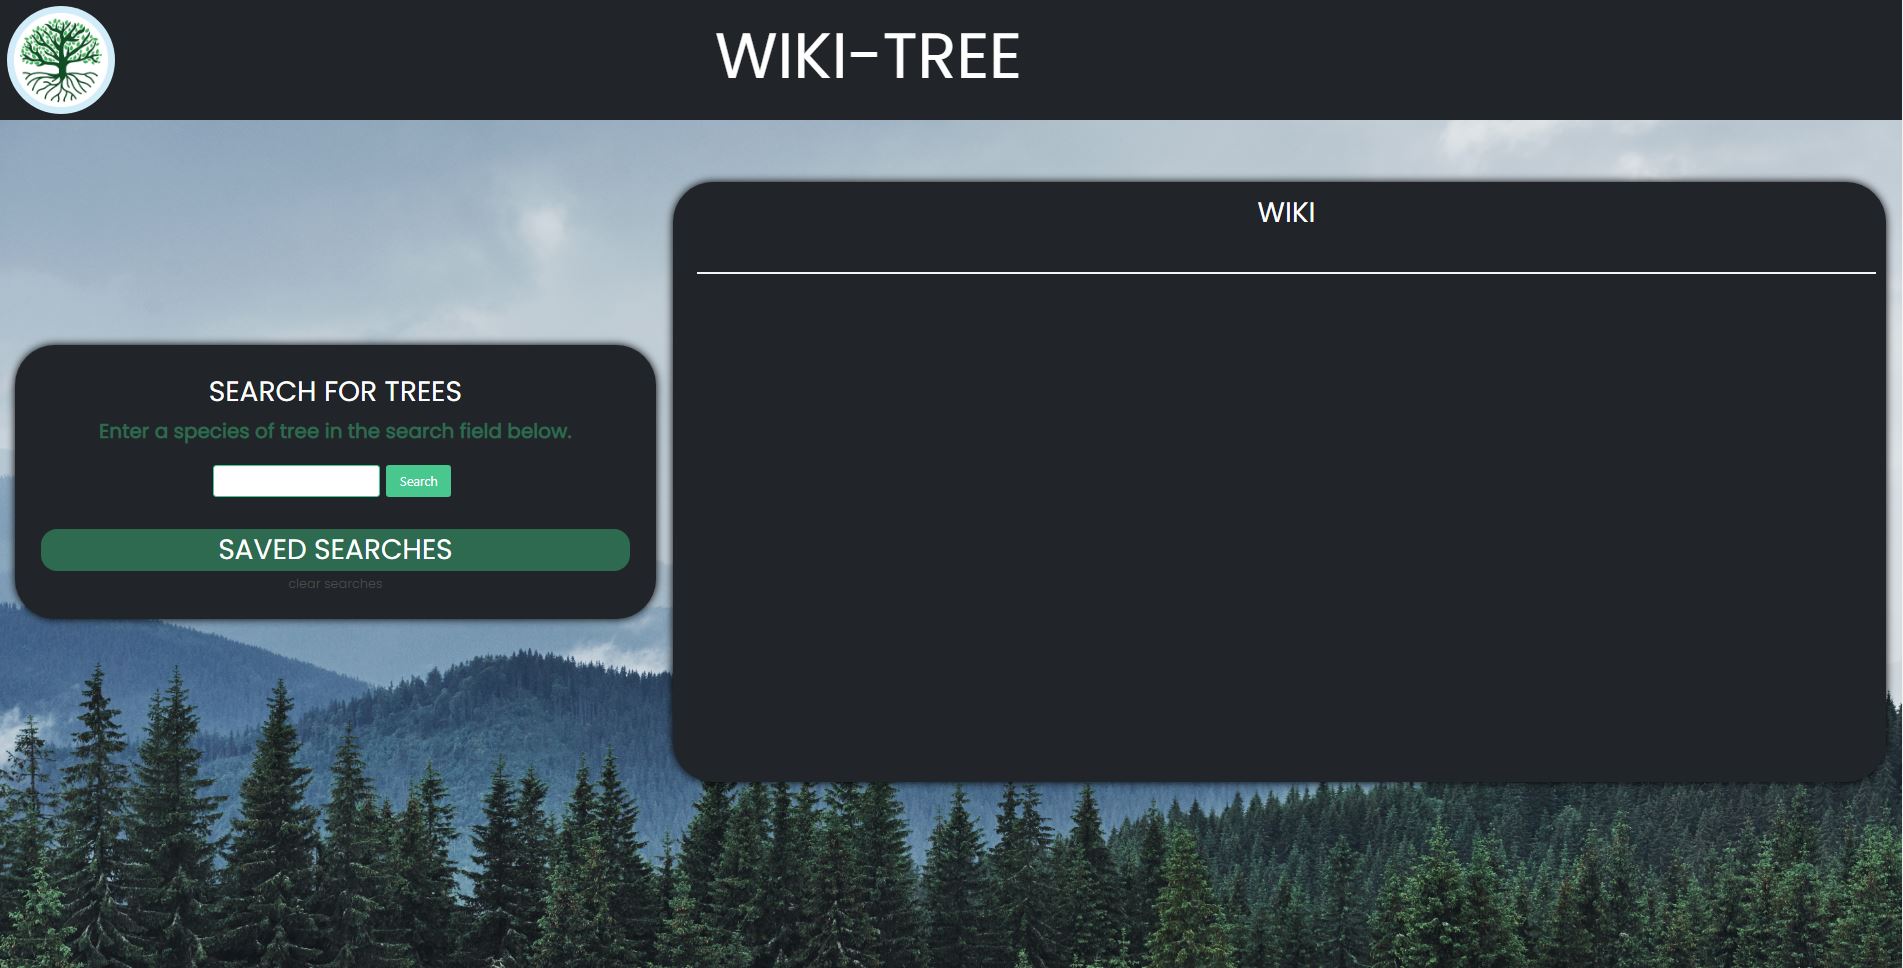 WIKI-TREE
SEARCH FOR TREES
Enter a species of tree in the search field below.
Search
SAVED SEARCHES
clear searches
WIKI